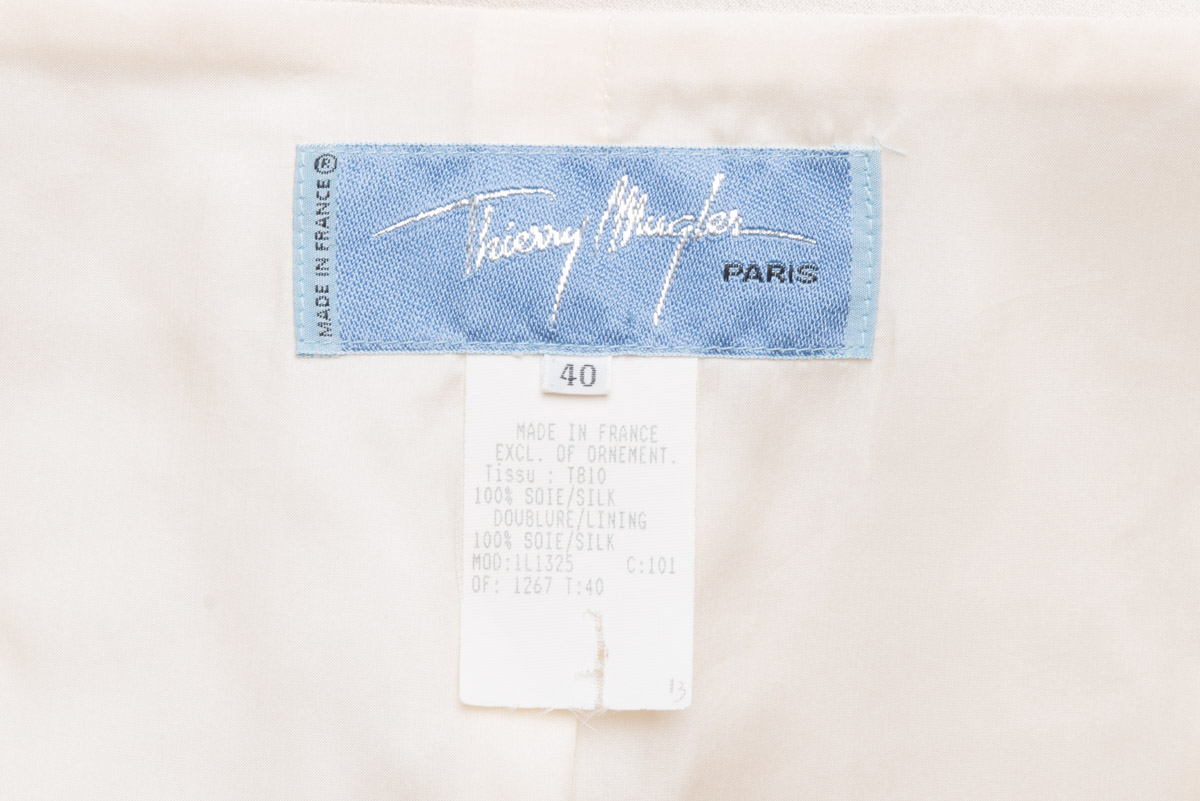 MADE IN FRANCE ®
Thierry Mugler
PARIS
40
MADE IN FRANCE
EXCL. OF ORNEMENT.
Tissu : T810
100% SOIE/SILK
DOUBLURE/LINING
100% SOIE/SILK
MOD:1L1325 C:101
OF: 1267 T:40
13